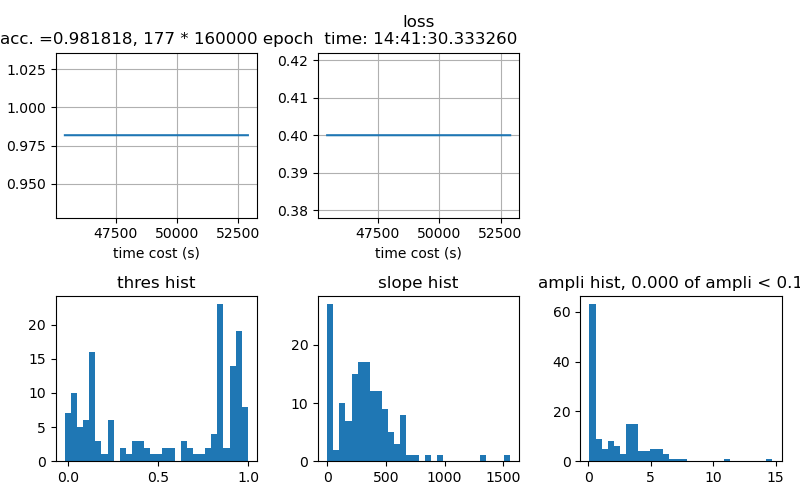 loss
acc. =0.981818, 177 * 160000 epoch time: 14:41:30.333260
1.025
1.000
0.975
0.950
47500 50000 52500
time cost (s)
0.42
0.41
0.40
0.39
0.38
47500 50000 52500
time cost (s)
thres hist
20
15
10
5
0
0.0 0.5 1.0
slope hist
20
10
0
0 500 1000 1500
ampli hist, 0.000 of ampli < 0.1
60
40
20
0
0 5 10 15